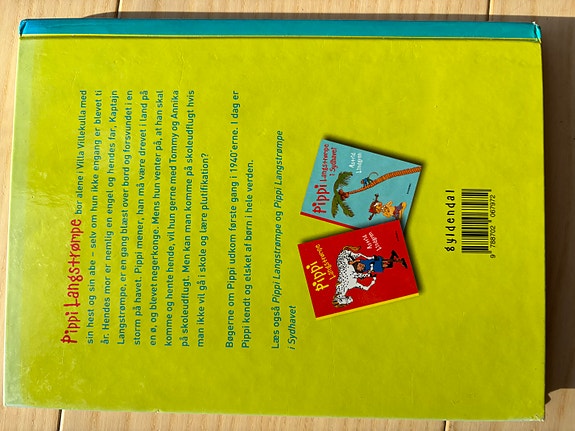 Pippi Langstrømpe bor alene i Villa Villekulla med
sin hest og sin abe – selv om hun ikke engang er blevet ti
år. Hendes mor er nemlig en engel og hendes far, Kaptajn
Langstrømpe, er en gang blæst over bord og forsvundet i en
storm på havet. Pippi mener, han må være drevet i land på
en ø, og blevet negerkonge. Mens hun venter på, at han skal
komme og hente hende, vil hun gerne med Tommy og Annika
på skoleudflugt. Men kan man komme på skoleudflugt hvis
man ikke vil gå i skole og lære plutifikation?
Bøgerne om Pippi udkom første gang i 1940'erne. I dag er
Pippi kendt og elsket af børn i hele verden.
Læs også Pippi Langstrømpe og Pippi Langstrømpe
i Sydhavet
Pippi
Langstrømpe
Astrid
Lindgren
Pippi
Langstrømpe
i Sydhavet
Astrid
Lindgren
gyldendal
9 788702 061972